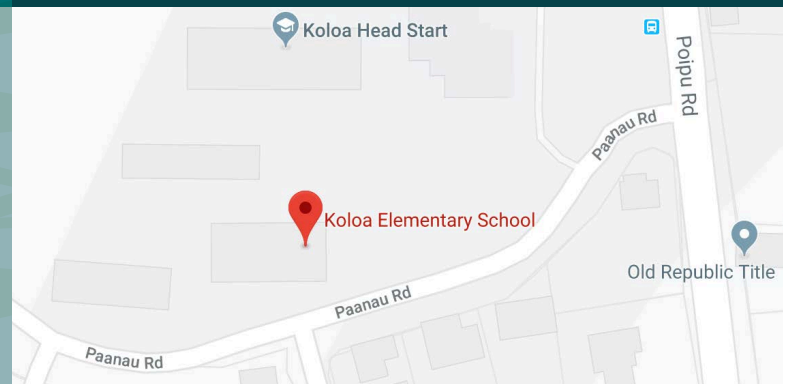 Koloa Head Start
Poipu Rd
Paanau Rd
Koloa Elementary School
Old Republic Title
Paanau Rd
Paanau Rd